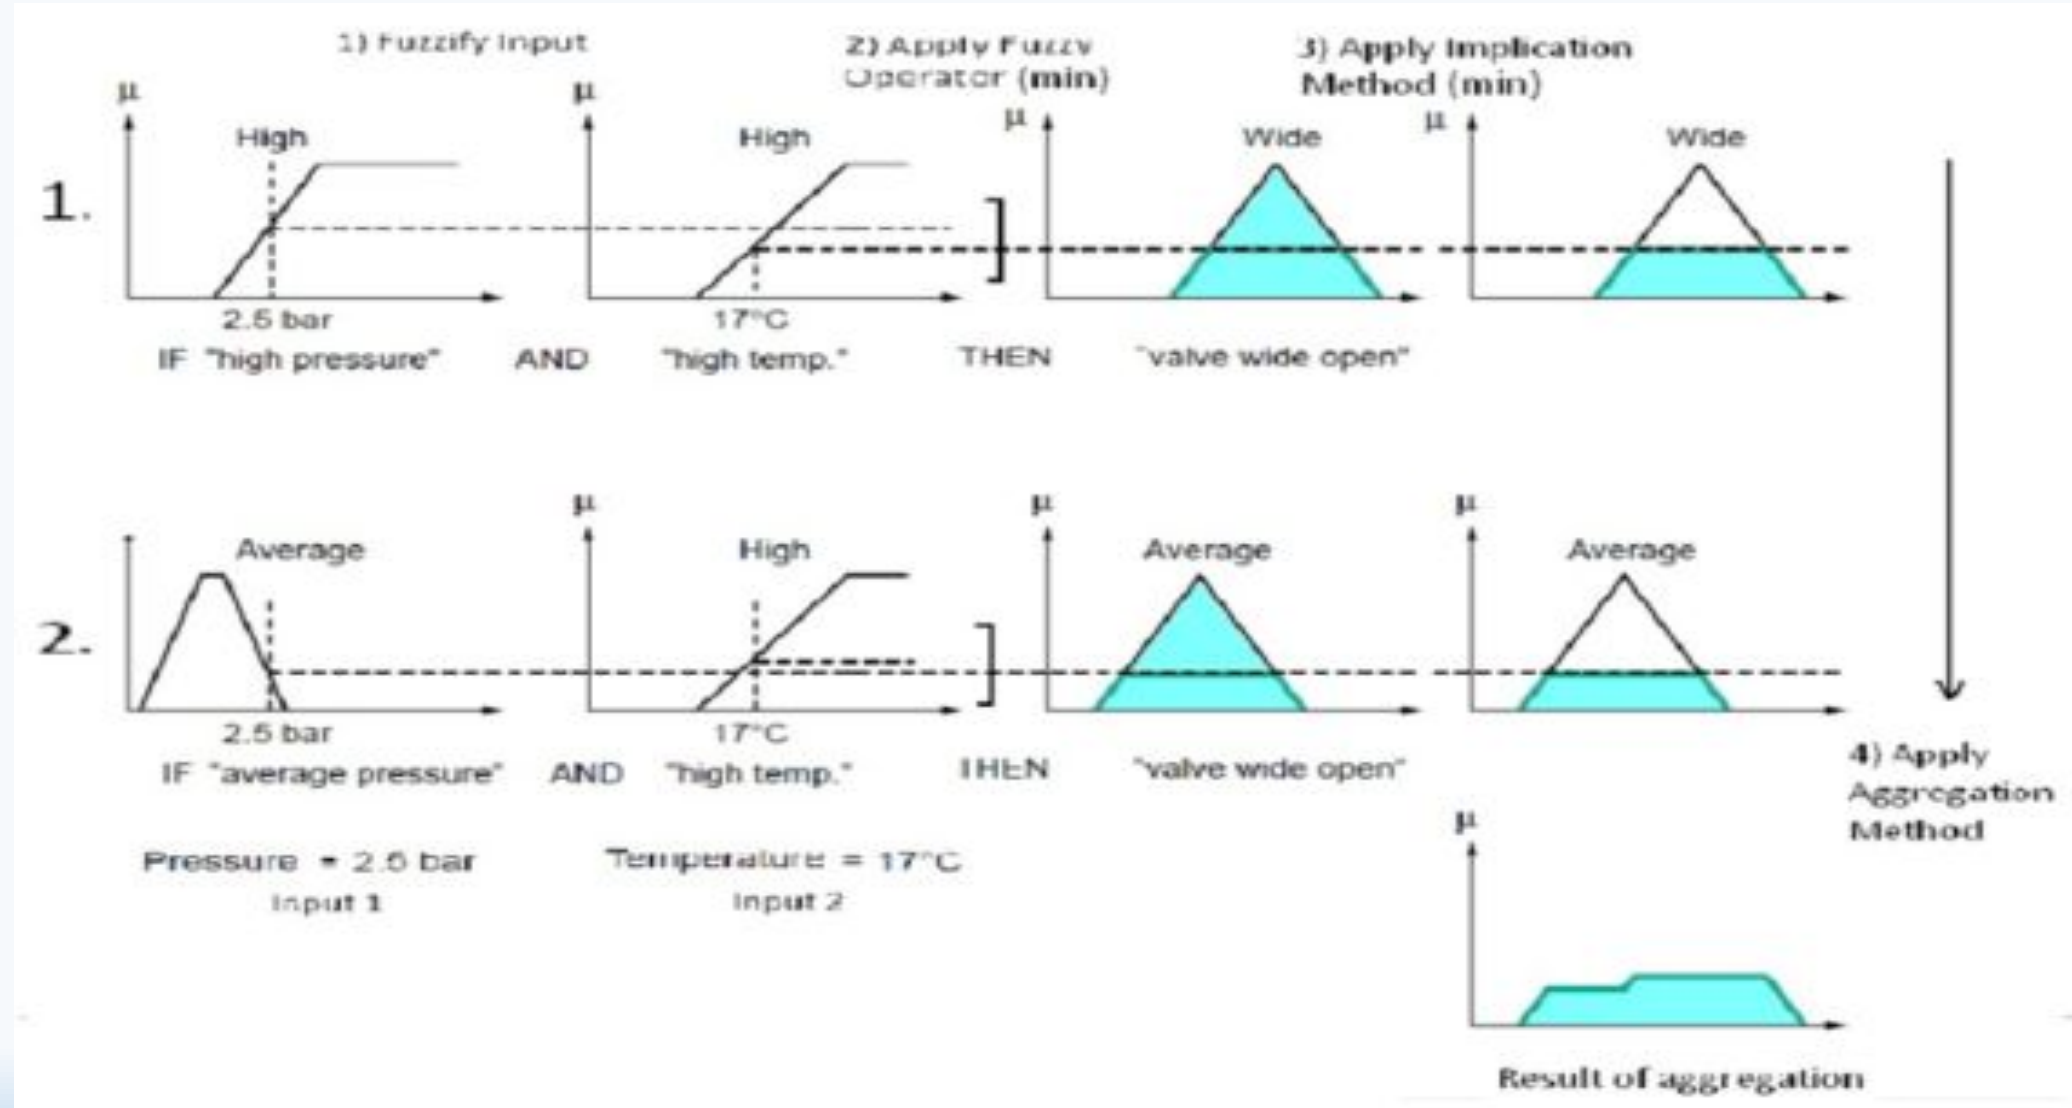 1) Fuzzify Input
2) Apply Fuzzy
Operator (min)
3) Apply Implication
Method (min)
μ
μ
μ
μ
High
High
Wide
Wide
1.
2.5 bar
17°C
IF "high pressure"
AND
"high temp."
THEN
"valve wide open"
μ
μ
μ
Average
High
Average
Average
2.
2.5 bar
17°C
IF "average pressure"
AND
"high temp."
THEN
"valve wide open"
4) Apply
Aggregation
Method
μ
Pressure = 2.5 bar
Temperature = 17°C
Input 1
Input 2
Result of aggregation